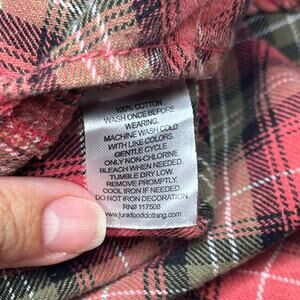 100% COTTON
WASH ONCE BEFORE
WEARING.
MACHINE WASH COLD
WITH LIKE COLORS.
GENTLE CYCLE.
ONLY NON-CLORINE
BLEACH WHEN NEEDED.
TUMBLE DRY LOW.
REMOVE PROMPTLY.
COOL IRON IF NEEDED.
DO NOT IRON DECORATION
RN# 117508
www.junkfoodclothing.com